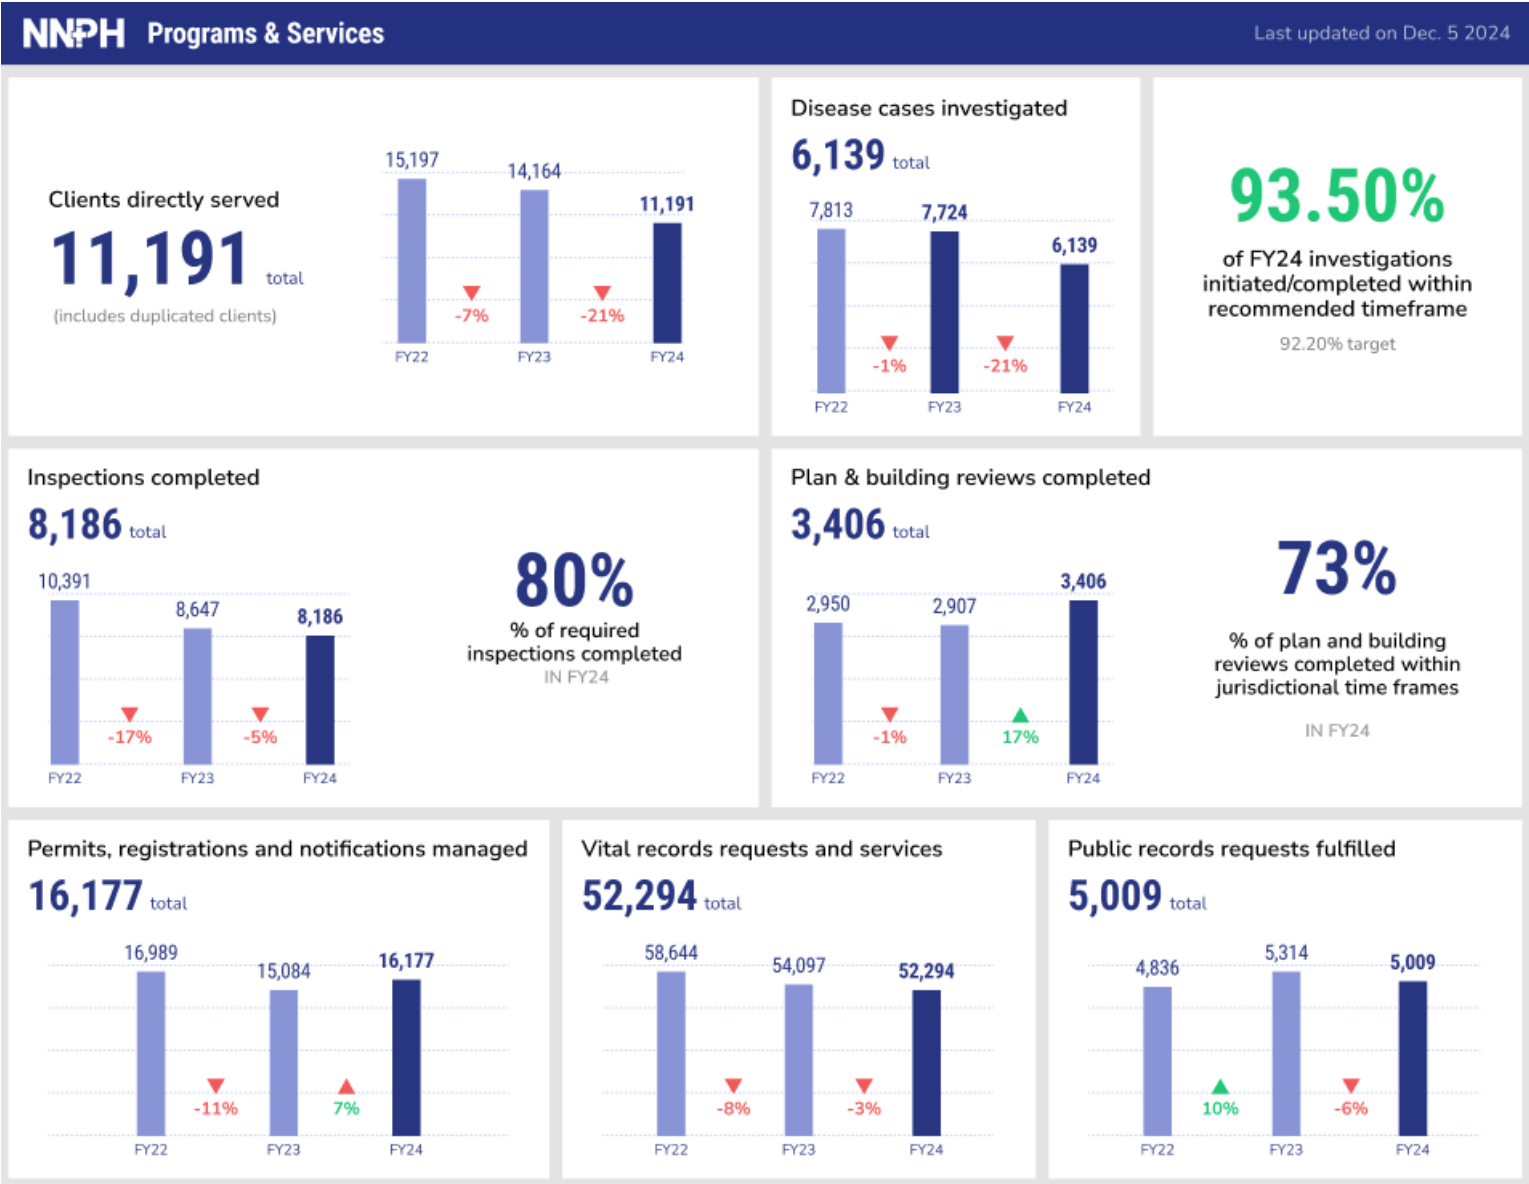 NNPH Programs & Services
Last updated on Dec. 5 2024
Clients directly served
11,191 total
(includes duplicated clients)
15,197
14,164
11,191
-7%
-21%
FY22
FY23
FY24
Disease cases investigated
6,139 total
7,813
7,724
6,139
-1%
-21%
FY22
FY23
FY24
93.50%
of FY24 investigations
initiated/completed within
recommended timeframe
92.20% target
Inspections completed
8,186 total
10,391
8,647
8,186
-17%
-5%
FY22
FY23
FY24
80%
% of required
inspections completed
IN FY24
Plan & building reviews completed
3,406 total
2,950
2,907
3,406
-1%
17%
FY22
FY23
FY24
73%
% of plan and building
reviews completed within
jurisdictional time frames
IN FY24
Permits, registrations and notifications managed
16,177 total
16,989
15,084
16,177
-11%
7%
FY22
FY23
FY24
Vital records requests and services
52,294 total
58,644
54,097
52,294
-8%
-3%
FY22
FY23
FY24
Public records requests fulfilled
5,009 total
4,836
5,314
5,009
10%
-6%
FY22
FY23
FY24